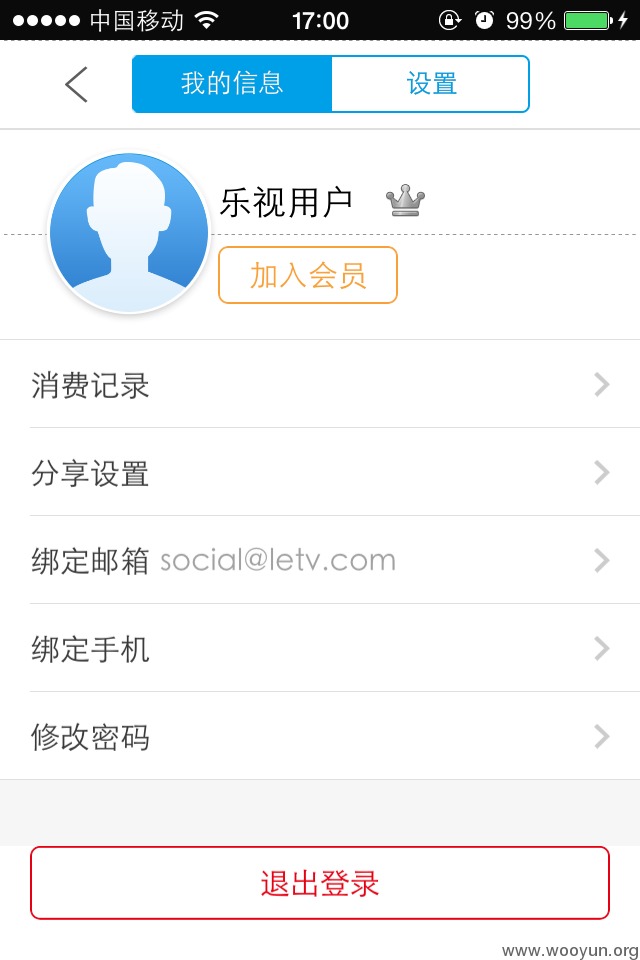 中国移动 17:00 99%
我的信息 设置
乐视用户
加入会员
消费记录
分享设置
绑定邮箱 social@letv.com
绑定手机
修改密码
退出登录
www.wooyun.org